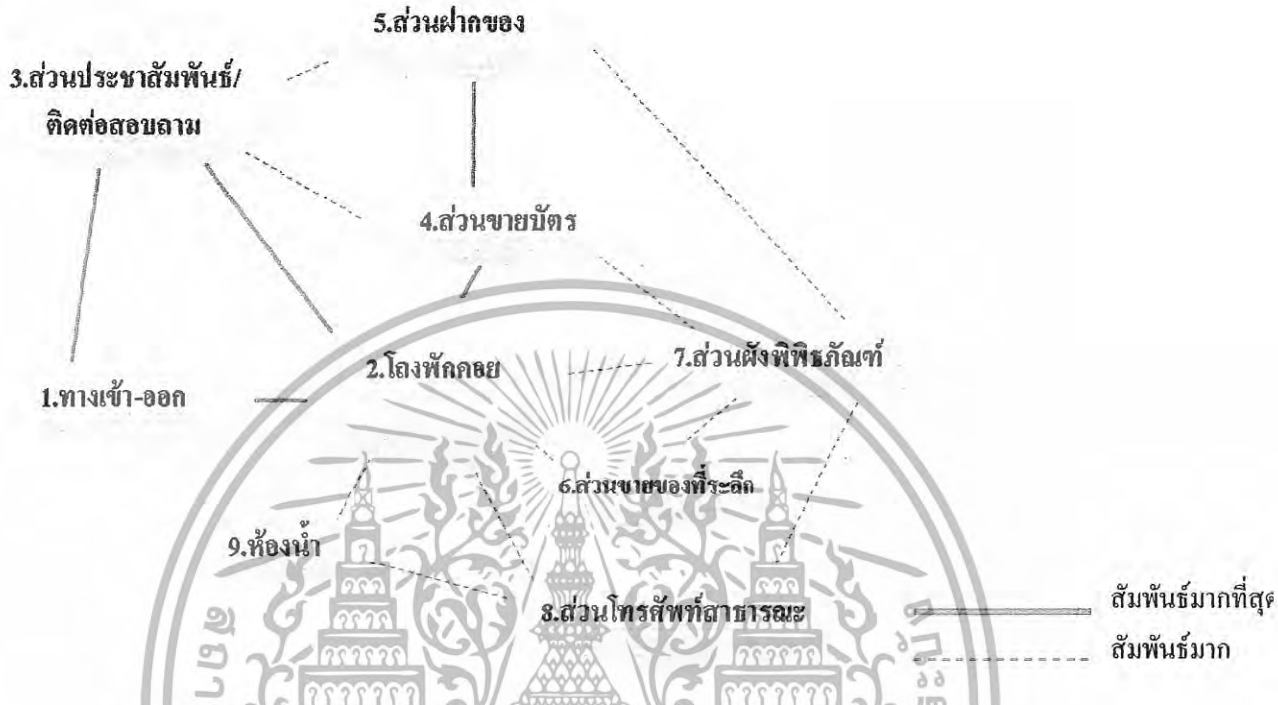 5.ส่วนฝากของ
3.ส่วนประชาสัมพันธ์/
ติดต่อสอบถาม
4.ส่วนขายบัตร
2.โถงพักคอย
7.ส่วนผังพิพิธภัณฑ์
1.ทางเข้า-ออก
6.ส่วนขายของที่ระลึก
9.ห้องน้ำ
8.ส่วนโทรศัพท์สาธารณะ
สัมพันธ์มากที่สุด
สัมพันธ์มาก